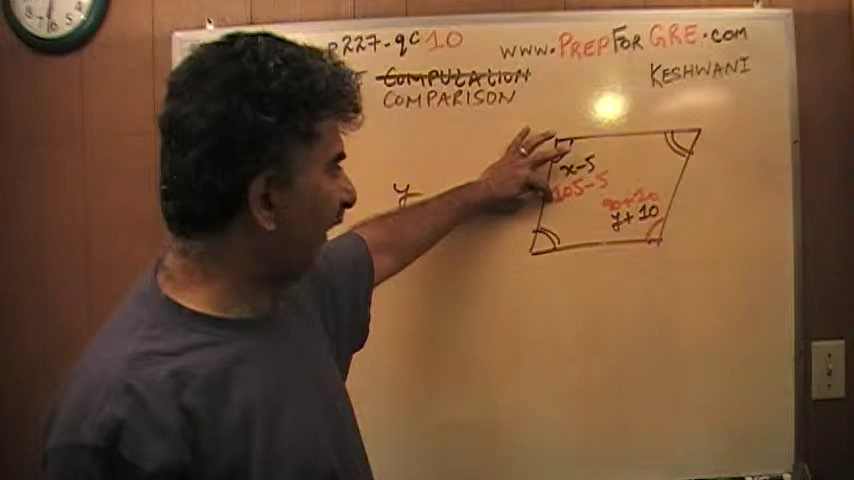 p227-qc10
www.PREPFORGRE.com
COMPUTATION
KESHWANI
COMPARISON
y
x-5
105-5
90+10
y+10